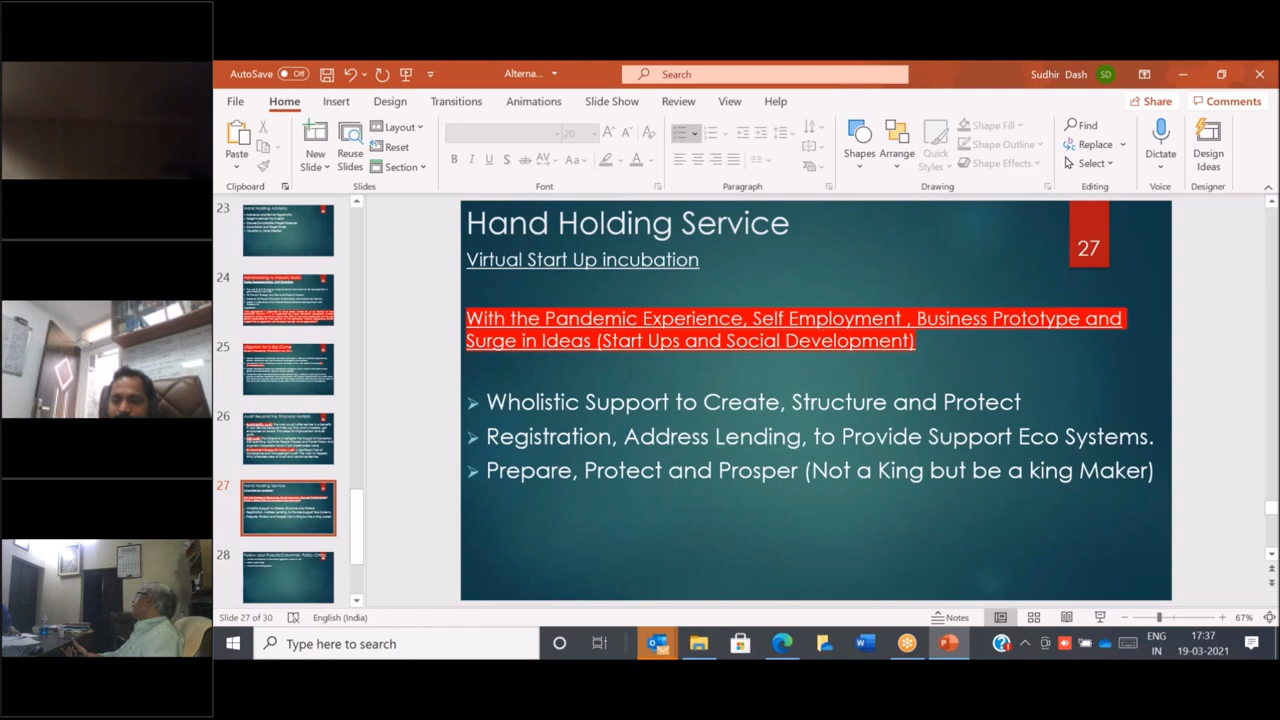 AutoSave Off Alterna... Search Sudhir Dash SD
File Home Insert Design Transitions Animations Slide Show Review View Help Share Comments
Paste New Slide Reuse Slides Layout Reset Section 20 Shapes Arrange Quick Styles Shape Fill Shape Outline Shape Effects Find Replace Select Dictate Design Ideas
Clipboard Slides Font Paragraph Drawing Editing Voice Designer
23
24
25
26
27
28
Hand Holding Service
27
Virtual Start Up incubation
With the Pandemic Experience, Self Employment , Business Prototype and
Surge in Ideas (Start Ups and Social Development)
Wholistic Support to Create, Structure and Protect
Registration, Address Lending, to Provide Support Eco Systems.
Prepare, Protect and Prosper (Not a King but be a king Maker)
Slide 27 of 30 English (India) Notes 67%
Type here to search ENG IN 17:37 19-03-2021